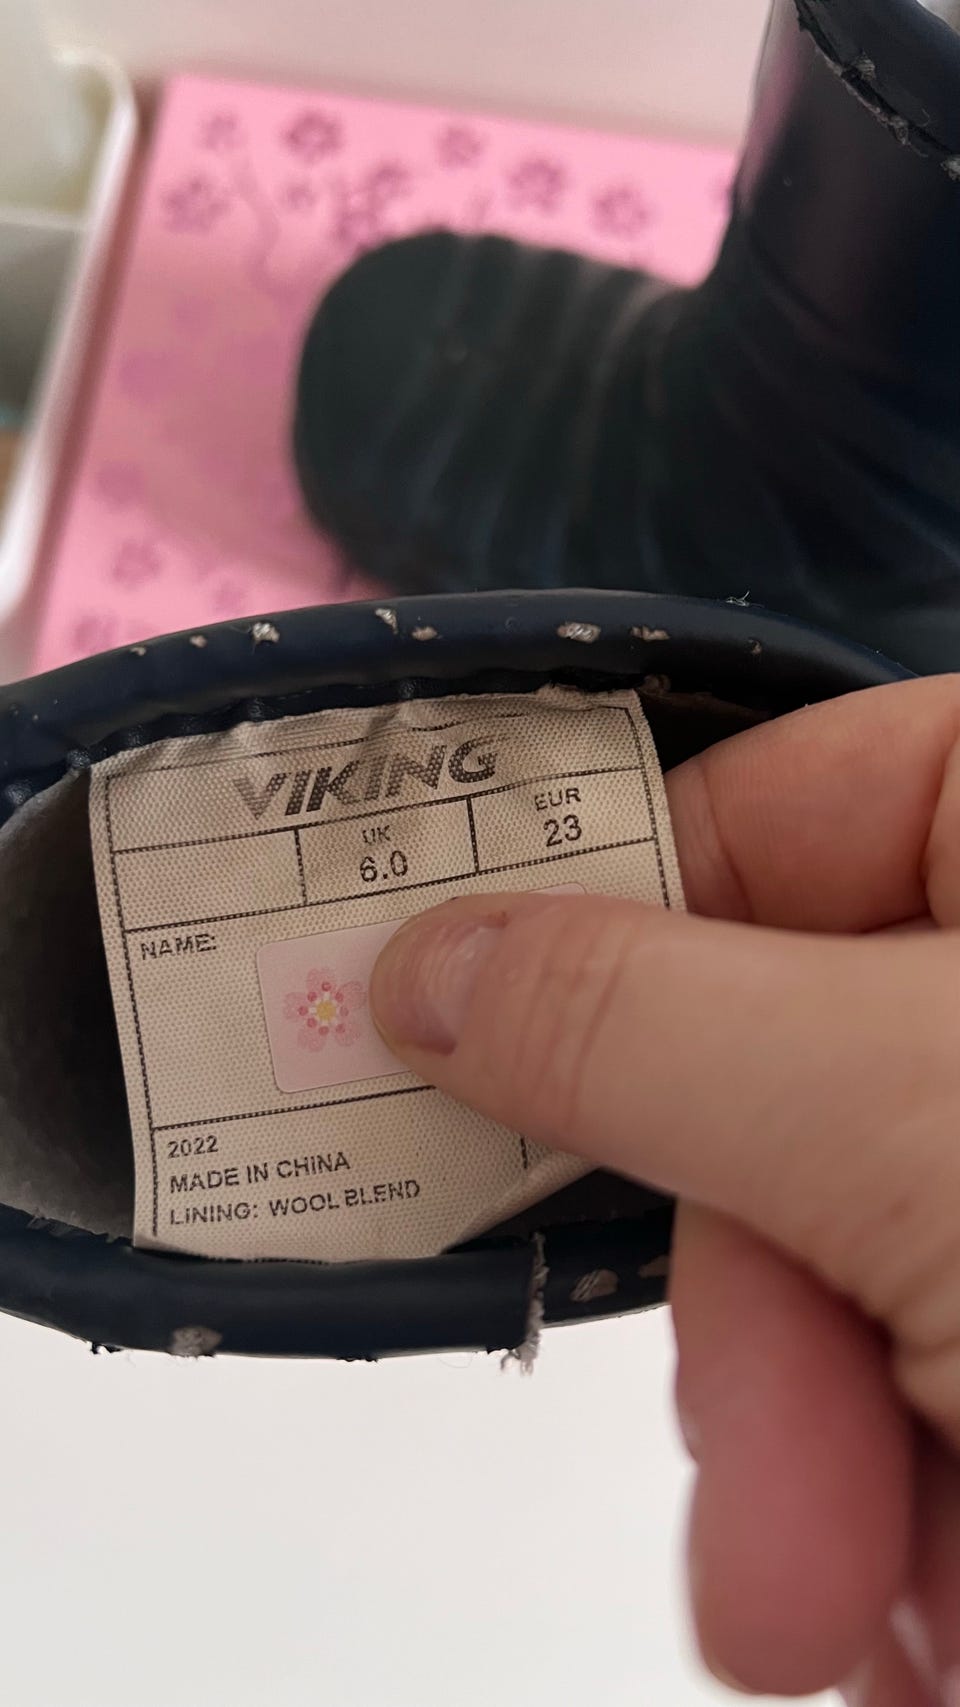 VIKING
UK EUR
6.0 23
NAME:
2022
MADE IN CHINA
LINING: WOOL BLEND